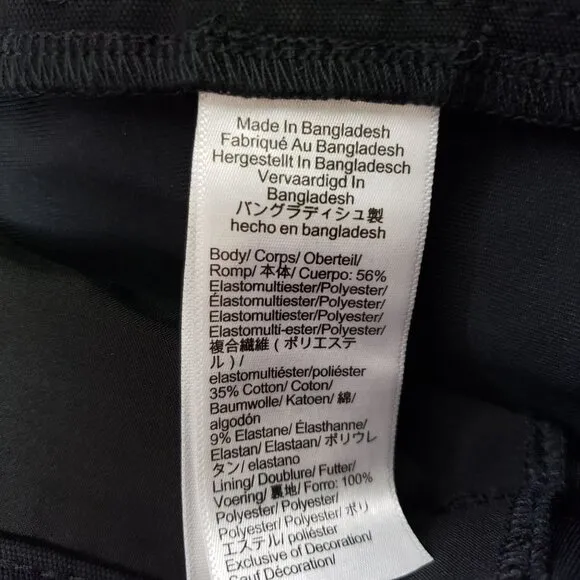 Made In Bangladesh
Fabriqué Au Bangladesh
Hergestellt In Bangladesch
Vervaardigd In
Bangladesh
バングラディシュ製
hecho en bangladesh
Body/ Corps/ Oberteil/
Romp/ 本体/ Cuerpo: 56%
Elastomultiester/Polyester/
Élastomultiester/Polyester/
Elastomultiester/Polyester/
Elastomulti-ester/Polyester/
複合繊維 ( ポリエステ
ル ) /
elastomultiéster/poliéster
35% Cotton/ Coton/
Baumwolle/ Katoen/ 綿/
algodón
9% Elastane/ Élasthanne/
Elastan/ Elastaan/ ポリウレ
タン/ elastano
Lining/ Doublure/ Futter/
Voering/ 裏地/ Forro: 100%
Polyester/ Polyester/
Polyester/ Polyester/ ポリ
エステル/ poliéster
Exclusive of Decoration/
Sauf Décoration/